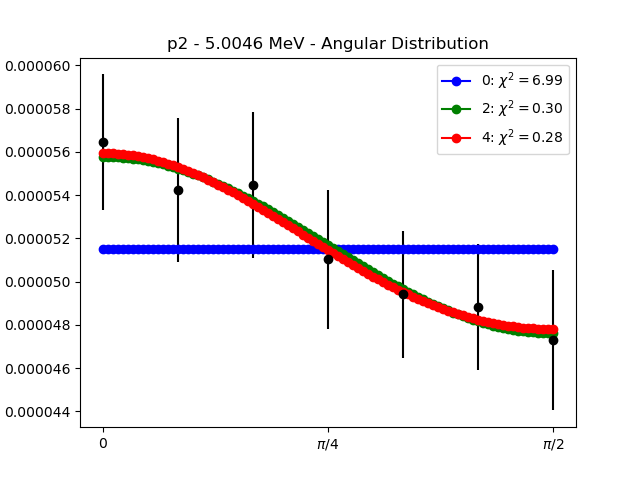 p2 - 5.0046 MeV - Angular Distribution
0.000060
0.000058
0.000056
0.000054
0.000052
0.000050
0.000048
0.000046
0.000044
0: χ² = 6.99
2: χ² = 0.30
4: χ² = 0.28
0
π/4
π/2